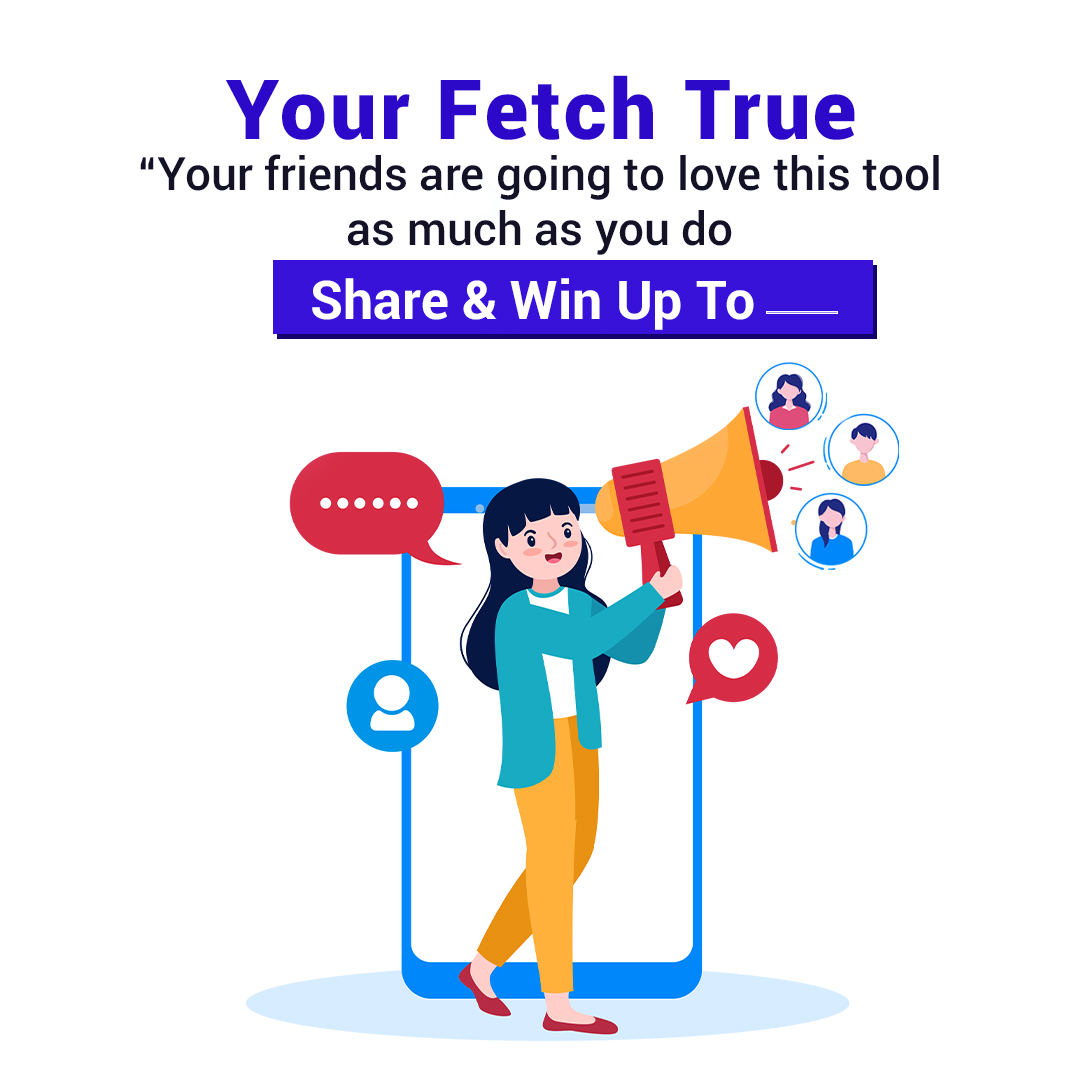 Your Fetch True
“Your friends are going to love this tool
as much as you do
Share & Win Up To ____